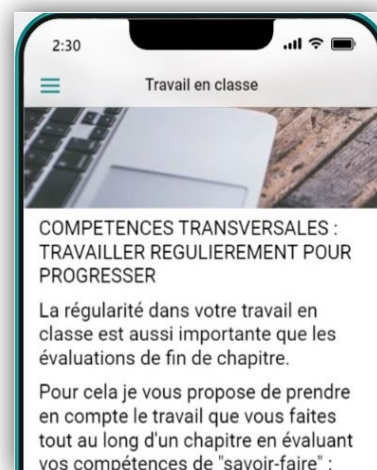 2:30
Travail en classe
COMPETENCES TRANSVERSALES :
TRAVAILLER REGULIEREMENT POUR
PROGRESSER
La régularité dans votre travail en
classe est aussi importante que les
évaluations de fin de chapitre.
Pour cela je vous propose de prendre
en compte le travail que vous faites
tout au long d'un chapitre en évaluant
vos compétences de "savoir-faire" :